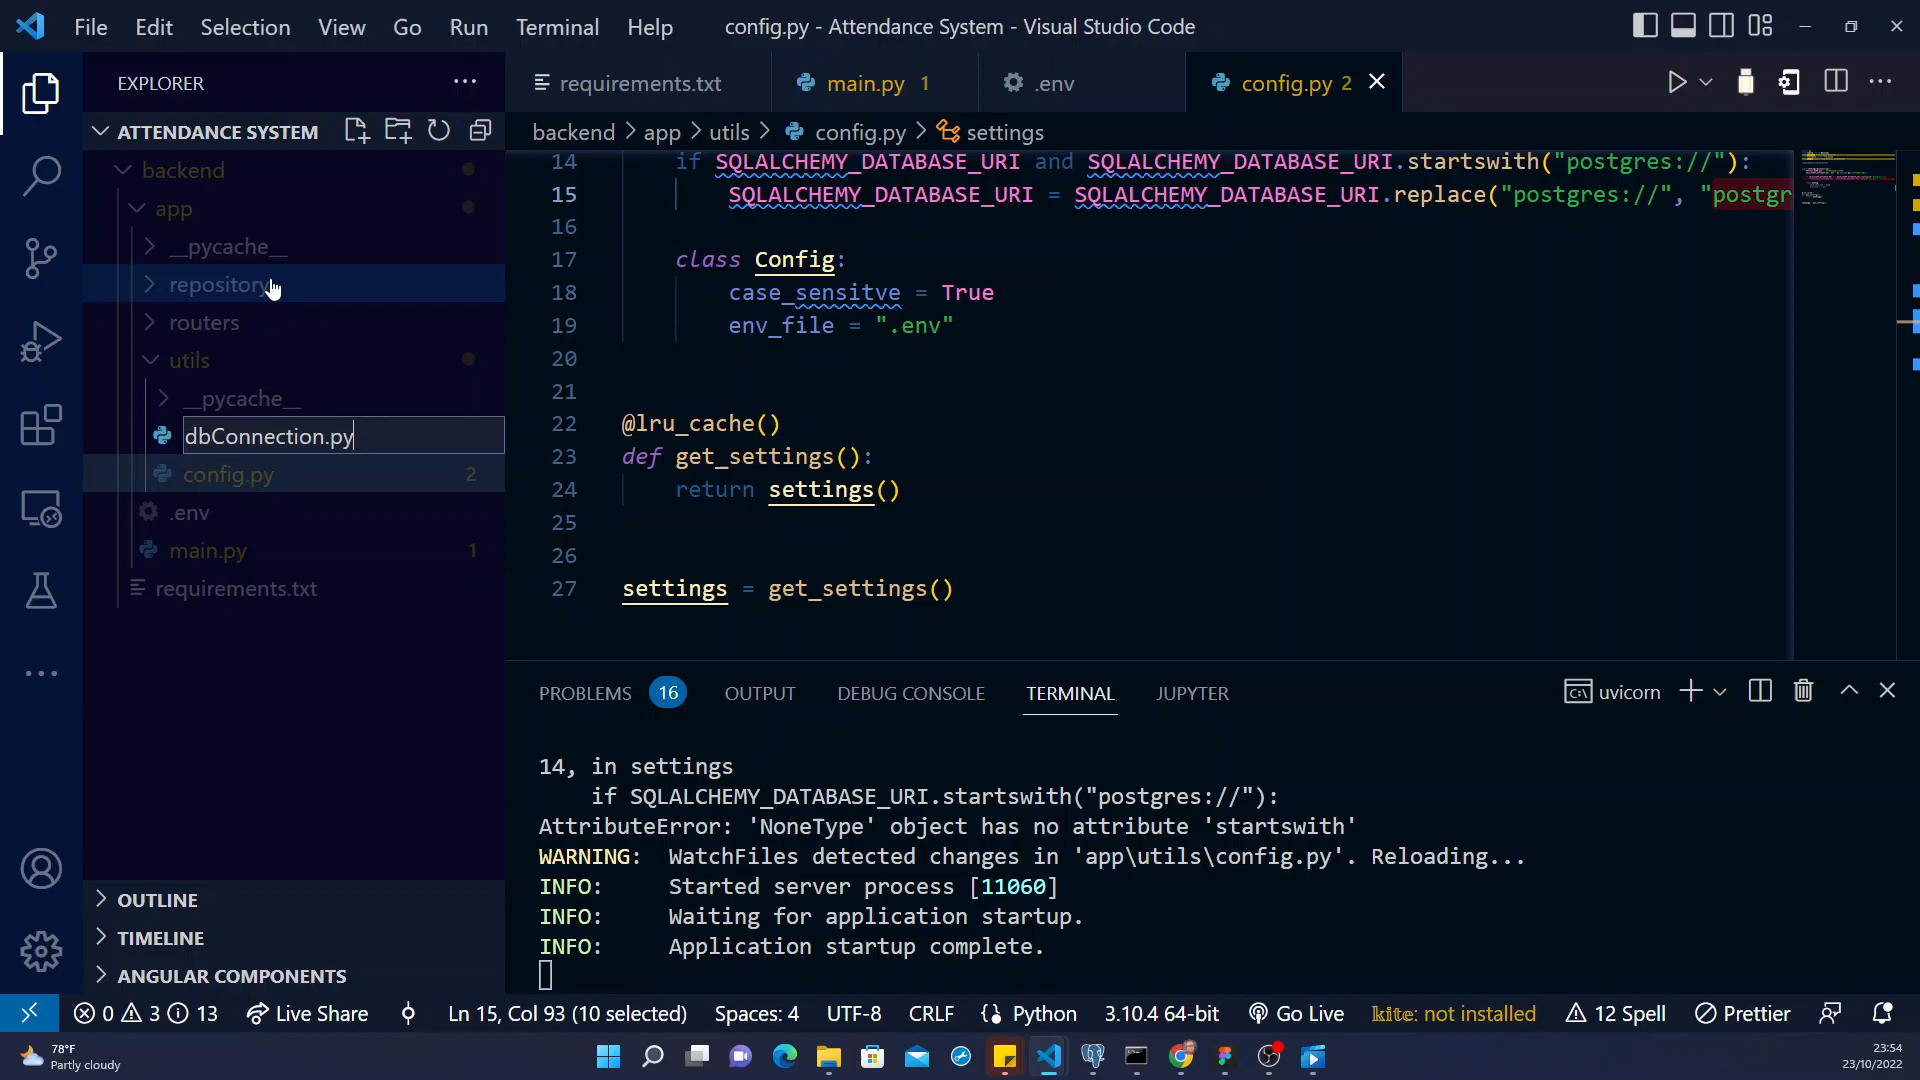 File Edit Selection View Go Run Terminal Help config.py - Attendance System - Visual Studio Code
EXPLORER
requirements.txt main.py 1 .env config.py 2
ATTENDANCE SYSTEM
backend > app > utils > config.py > settings
backend
app
__pycache__
repository
routers
utils
__pycache__
dbConnection.py
config.py 2
.env
main.py 1
requirements.txt
OUTLINE
TIMELINE
ANGULAR COMPONENTS
14 if SQLALCHEMY_DATABASE_URI and SQLALCHEMY_DATABASE_URI.startswith("postgres://"):
15 SQLALCHEMY_DATABASE_URI = SQLALCHEMY_DATABASE_URI.replace("postgres://", "postgr
16
17 class Config:
18 case_sensitve = True
19 env_file = ".env"
20
21
22 @lru_cache()
23 def get_settings():
24 return settings()
25
26
27 settings = get_settings()
PROBLEMS 16 OUTPUT DEBUG CONSOLE TERMINAL JUPYTER uvicorn
14, in settings
if SQLALCHEMY_DATABASE_URI.startswith("postgres://"):
AttributeError: 'NoneType' object has no attribute 'startswith'
WARNING: WatchFiles detected changes in 'app\utils\config.py'. Reloading...
INFO: Started server process [11060]
INFO: Waiting for application startup.
INFO: Application startup complete.
0 3 13 Live Share Ln 15, Col 93 (10 selected) Spaces: 4 UTF-8 CRLF Python 3.10.4 64-bit Go Live kite: not installed 12 Spell Prettier
78°F
Partly cloudy
23:54
23/10/2022